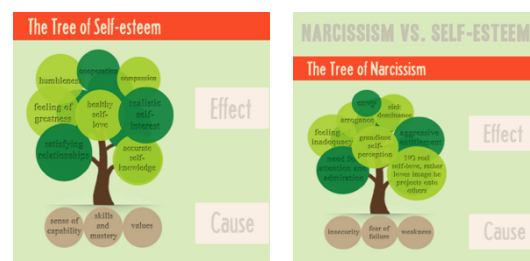 The Tree of Self-esteem
humbleness
cooperation
compassion
feeling of
greatness
healthy
self-
love
realistic
self-
interest
satisfying
relationships
accurate
self-
knowledge
Effect
sense of
capability
skills
and
mastery
values
Cause
NARCISSISM VS. SELF-ESTEEM
The Tree of Narcissism
envy
dominance
arrogance
feeling
inadequacy
grandiose
self-
perception
aggressive
need for
attention and
admiration
NO real
self-love, rather
loves image he
projects onto
others
Effect
insecurity
fear of
failure
weakness
Cause